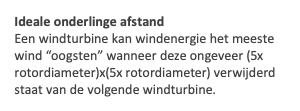 Ideale onderlinge afstand
Een windturbine kan windenergie het meeste
wind “oogsten” wanneer deze ongeveer (5x
rotordiameter)x(5x rotordiameter) verwijderd
staat van de volgende windturbine.